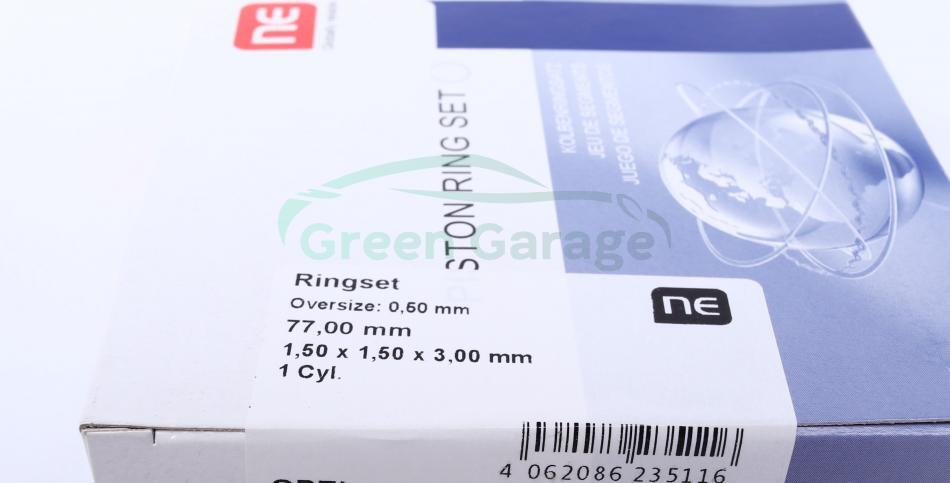 NE
PISTON RING SET
KOLBENRINGSATZ
JEU DE SEGMENTS
JUEGO DE SEGMENTOS
Green Garage
Ringset
Oversize: 0,50 mm
77,00 mm
1,50 x 1,50 x 3,00 mm
1 Cyl.
NE
4 062086 235116